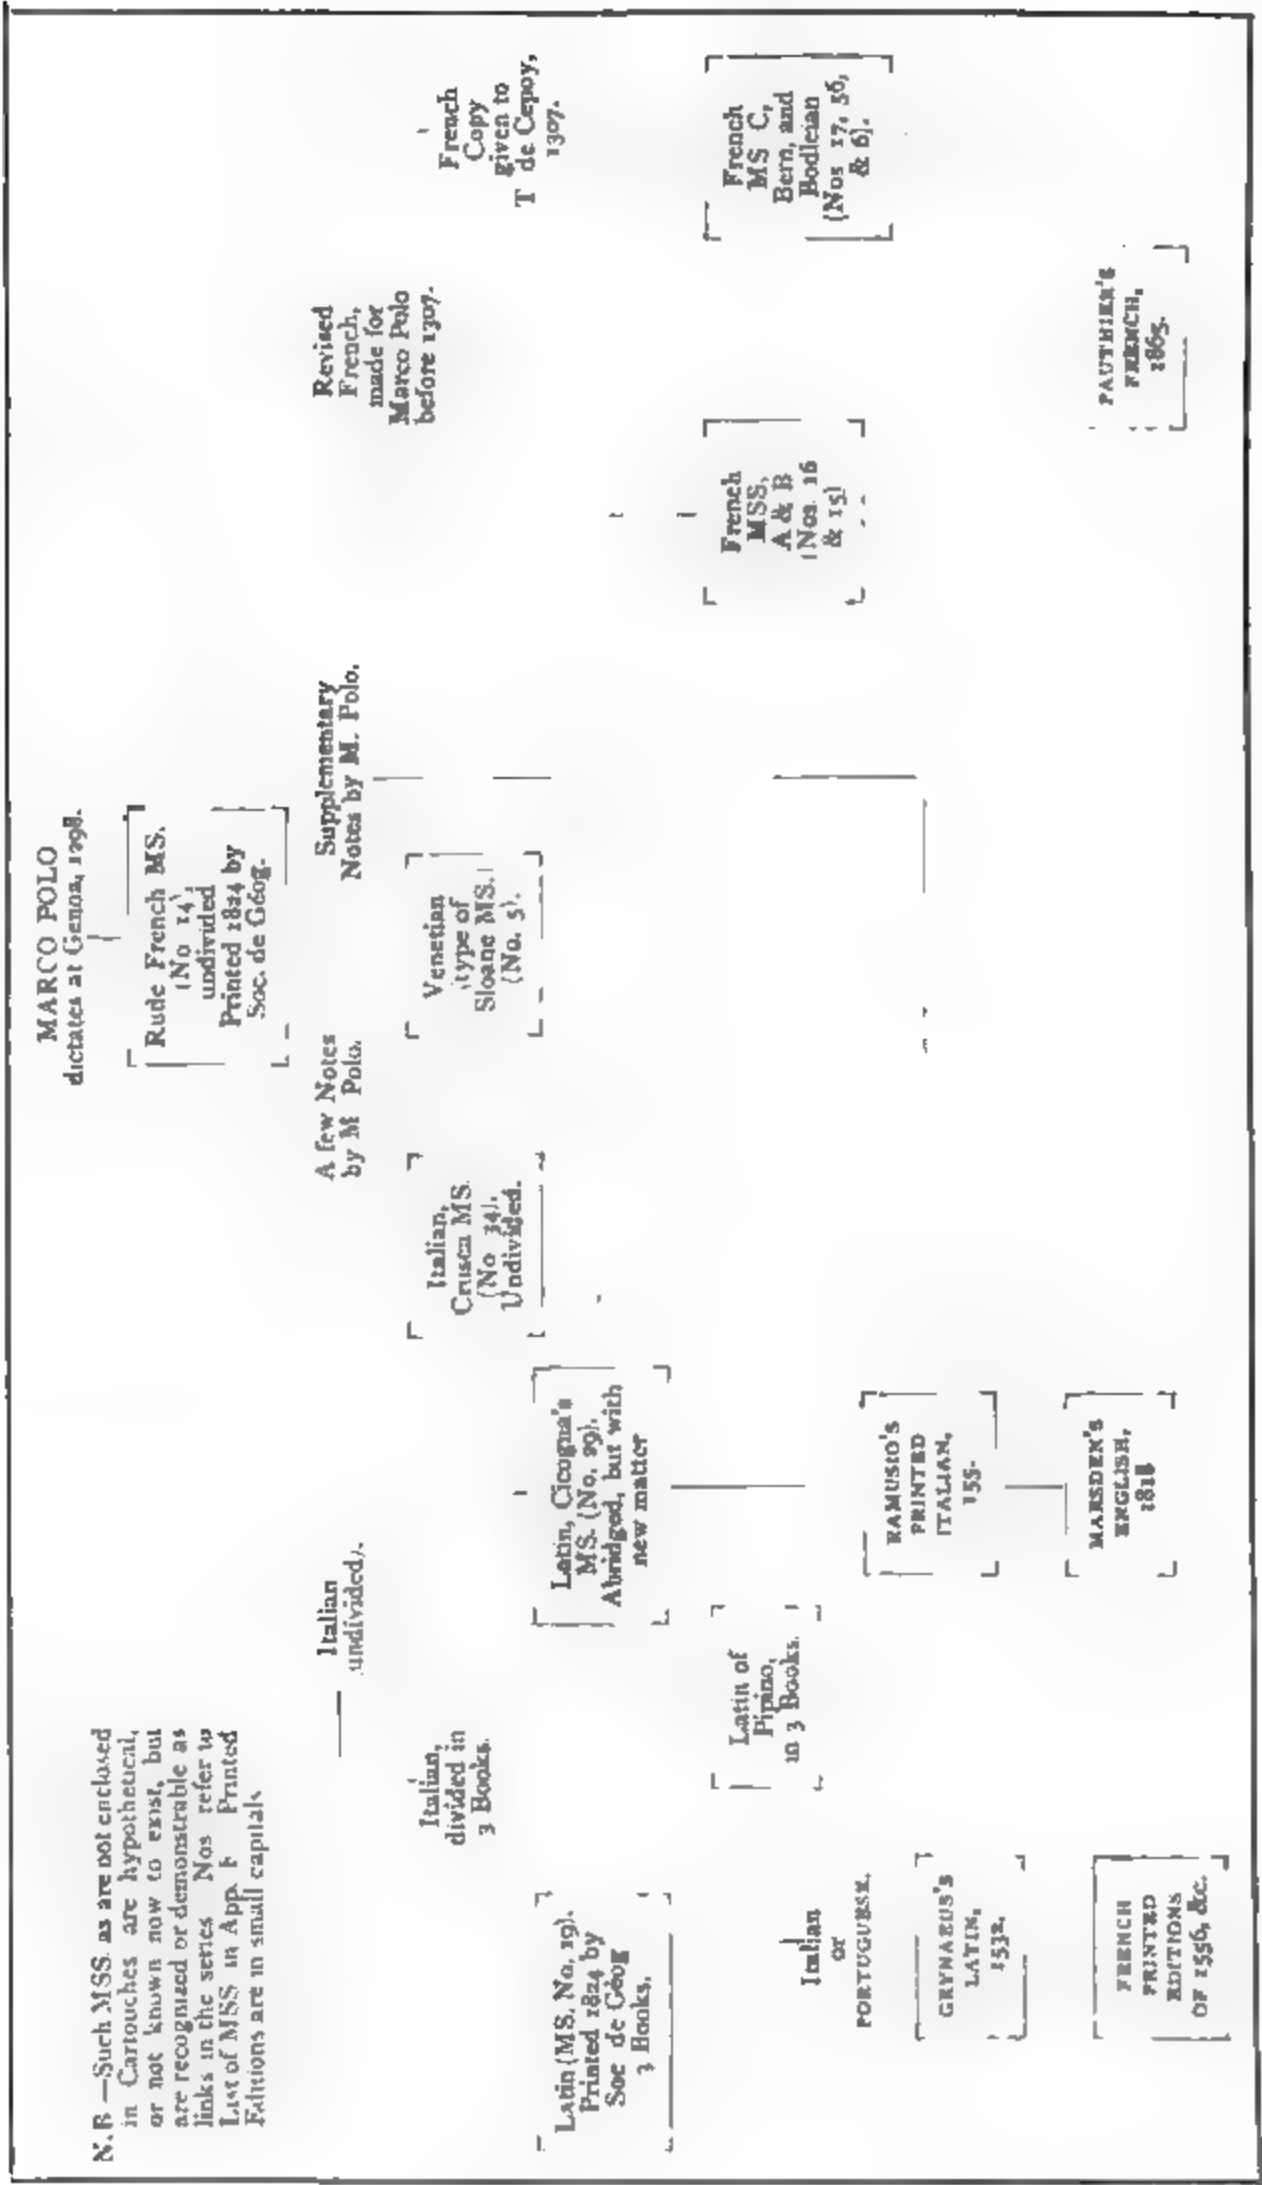 MARCO POLO
dictates at Genoa, 1298.
N.B —Such MSS. as are not enclosed
in Cartouches are hypothetical,
or not known now to exist, but
are recognized or demonstrable as
links in the series Nos refer to
List of MSS in App. F Printed
Editions are in small capitals
Rude French MS.
(No 14),
undivided
Printed 1824 by
Soc. de Géog.
Italian
undivided).
A few Notes
by M Polo.
Supplementary
Notes by M. Polo.
Revised
French,
made for
Marco Polo
before 1307.
Italian,
divided in
3 Books.
Italian,
Crusca MS.
(No 34).
Undivided.
Venetian
type of
Sloane MS.
(No. 5).
French
Copy
given to
T de Cepoy,
1307.
Latin (MS. No. 19).
Printed 1824 by
Soc de Géog
3 Books.
Latin, Cicogna's
MS. (No. 29).
Abridged, but with
new matter
Latin of
Pipino,
in 3 Books.
French
MSS,
A & B
(Nos. 16
& 15)
French
MS C,
Bern, and
Bodleian
(Nos 17, 56,
& 6).
Italian
or
PORTUGUESE.
RAMUSIO'S
PRINTED
ITALIAN,
155-
GRYNAEUS'S
LATIN,
1532.
MARSDEN'S
ENGLISH,
1818
PAUTHIER'S
FRENCH,
1865.
FRENCH
PRINTED
EDITIONS
OF 1556, &c.